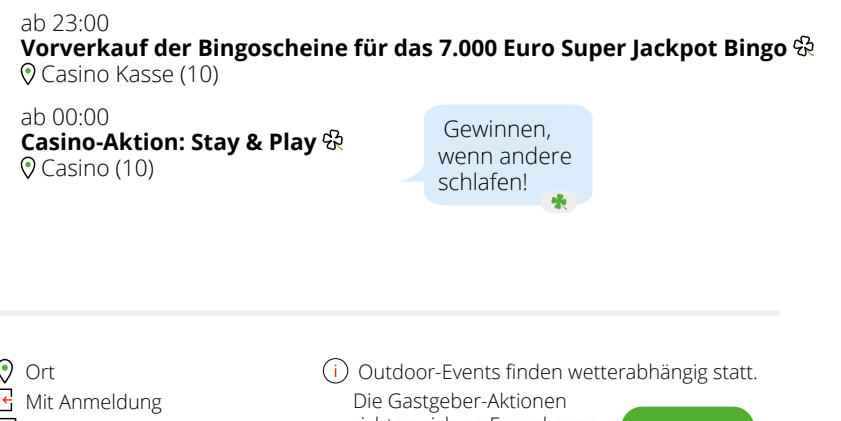 ab 23:00
Vorverkauf der Bingoscheine für das 7.000 Euro Super Jackpot Bingo
Casino Kasse (10)
ab 00:00
Casino-Aktion: Stay & Play
Casino (10)
Gewinnen,
wenn andere
schlafen!
Ort
Mit Anmeldung
i Outdoor-Events finden wetterabhängig statt.
Die Gastgeber-Aktionen